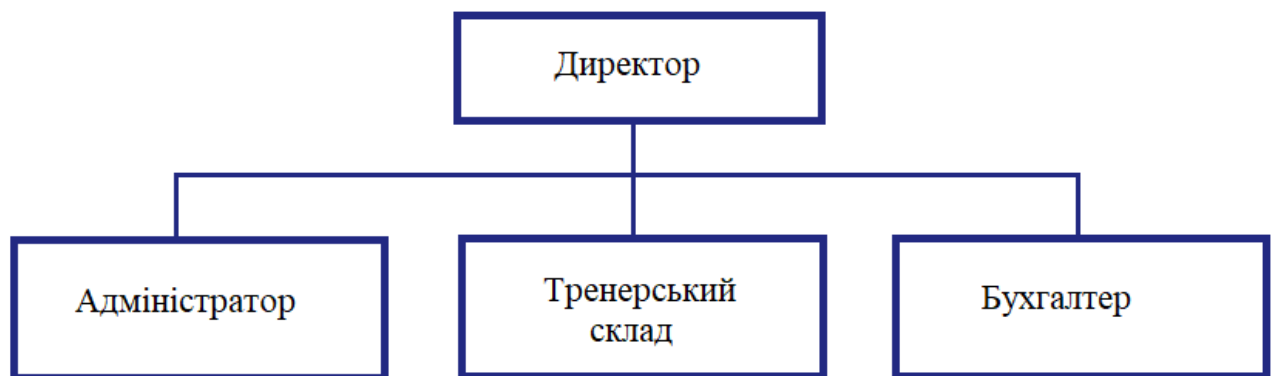 Директор
Адміністратор
Тренерський
склад
Бухгалтер